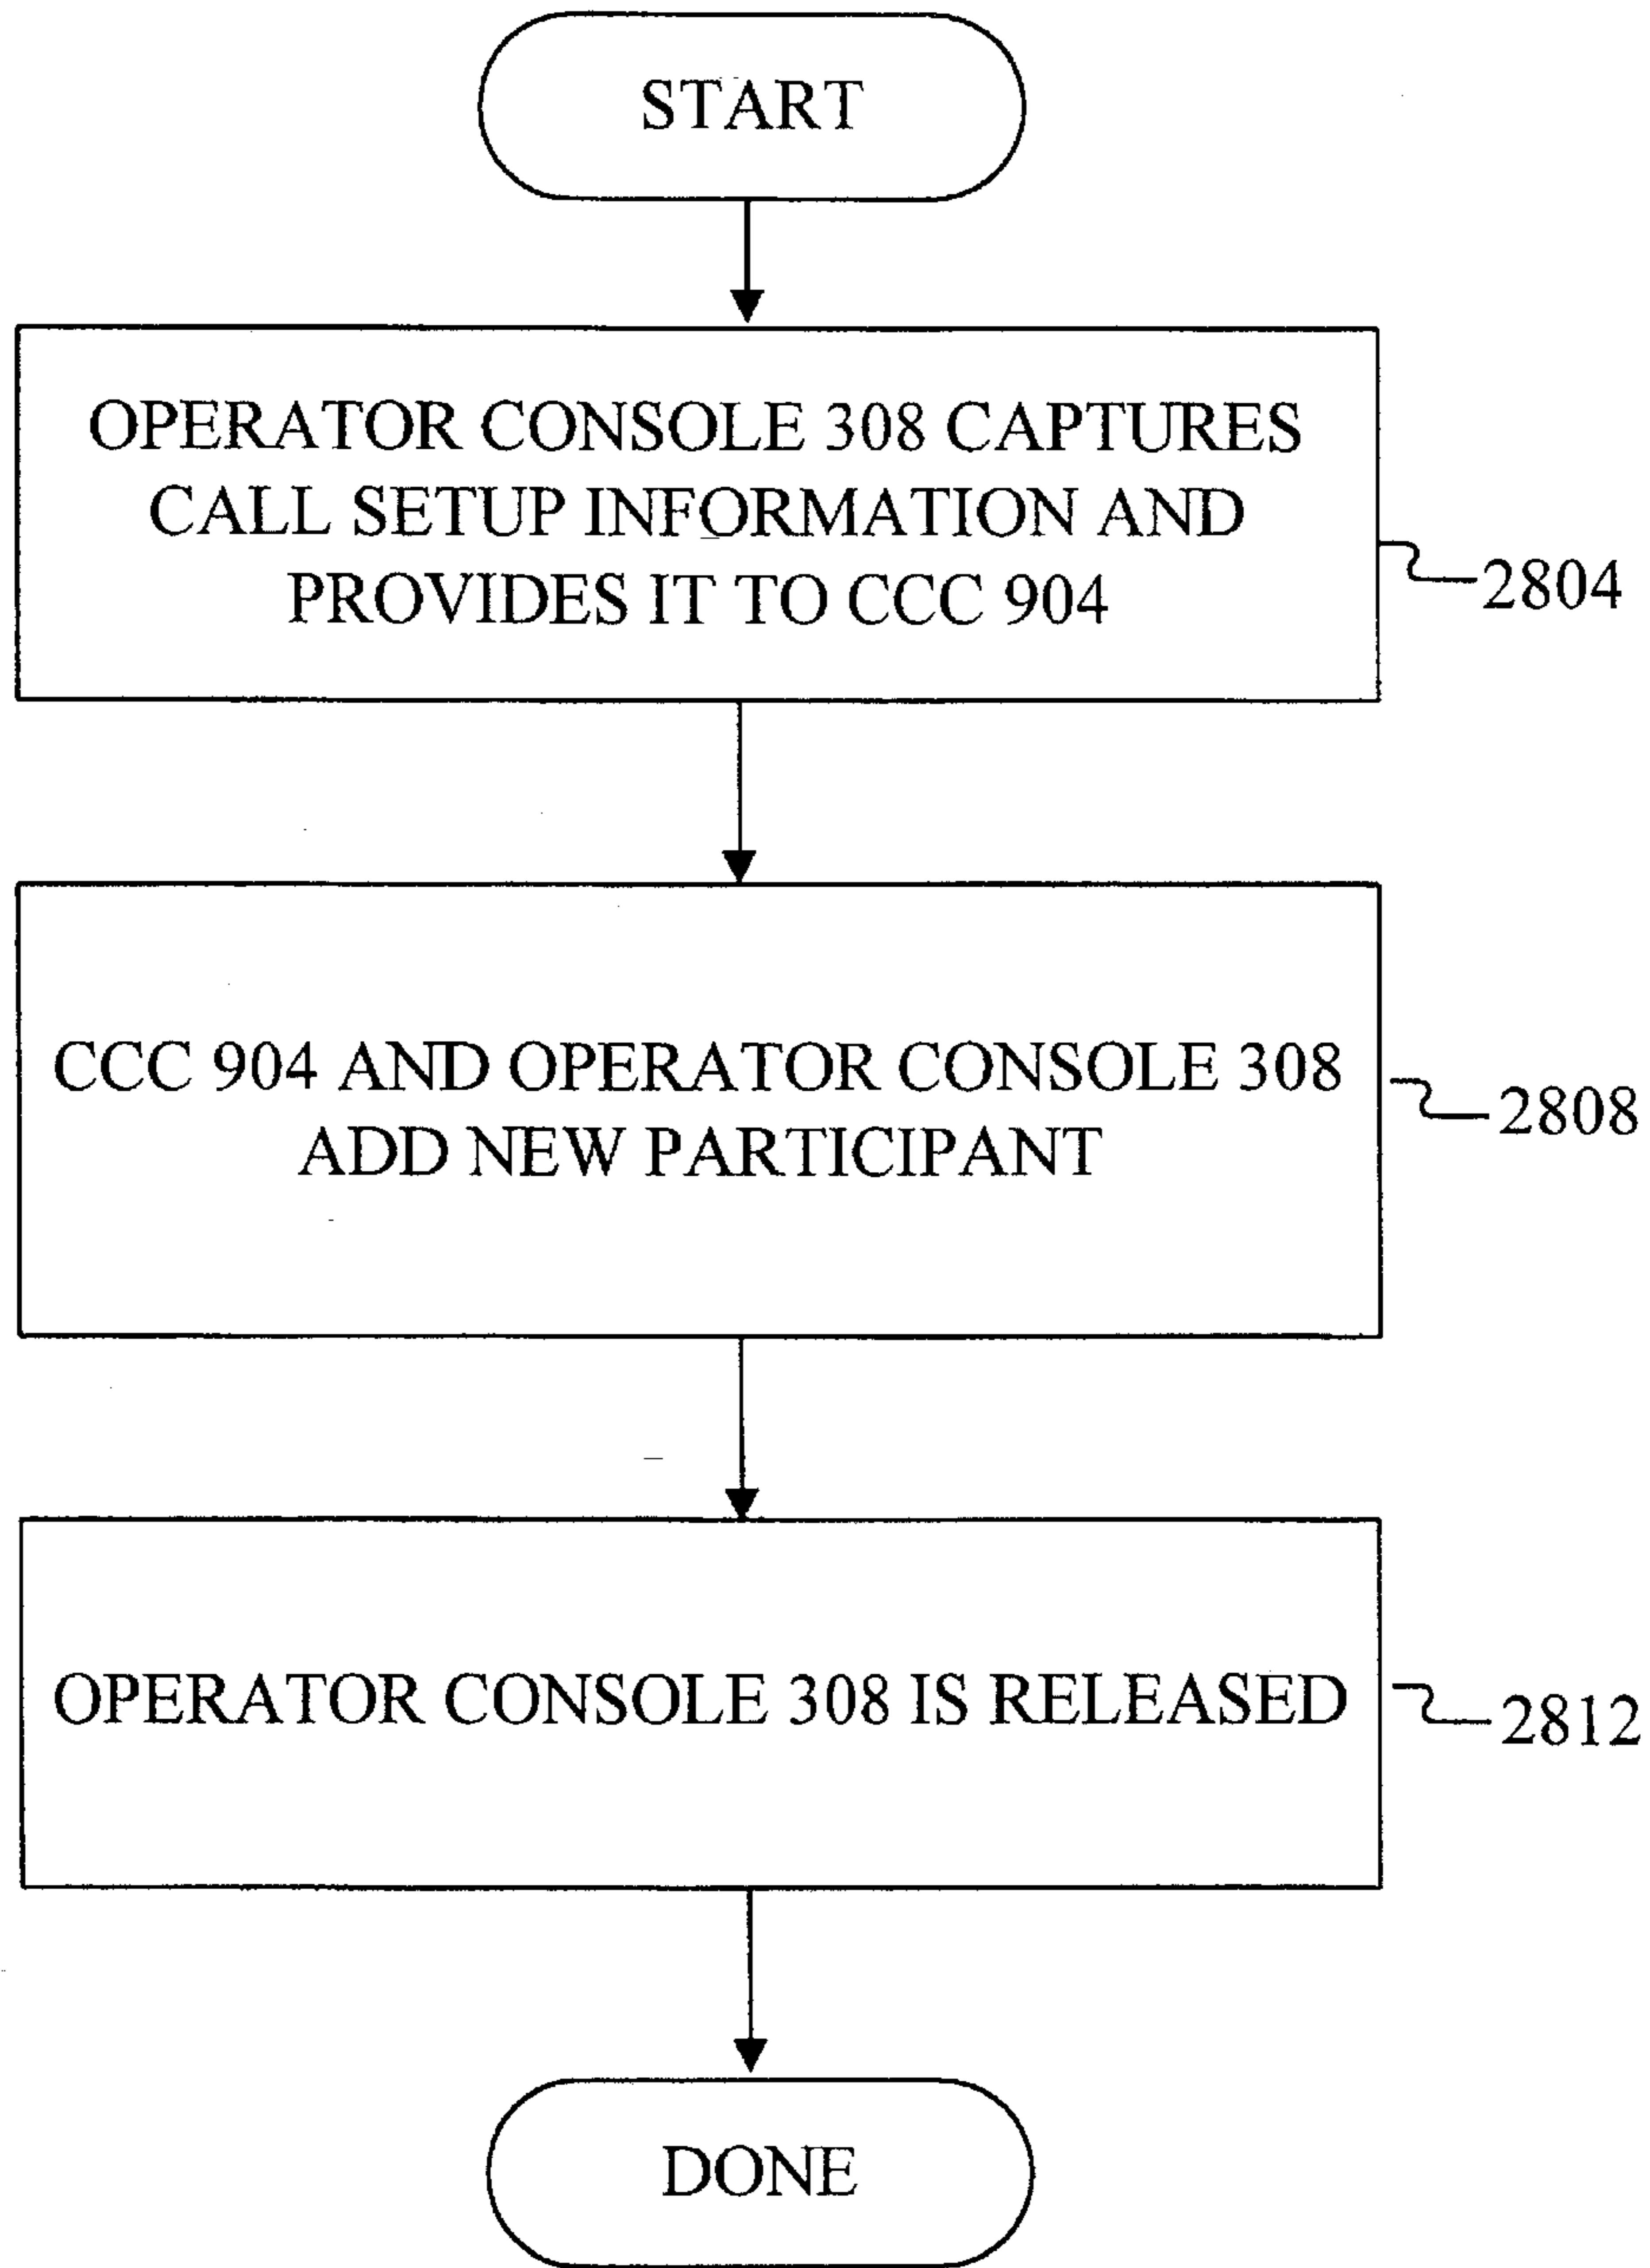 START
OPERATOR CONSOLE 308 CAPTURES
CALL SETUP INFORMATION AND
PROVIDES IT TO CCC 904
2804
CCC 904 AND OPERATOR CONSOLE 308
ADD NEW PARTICIPANT
2808
OPERATOR CONSOLE 308 IS RELEASED
2812
DONE